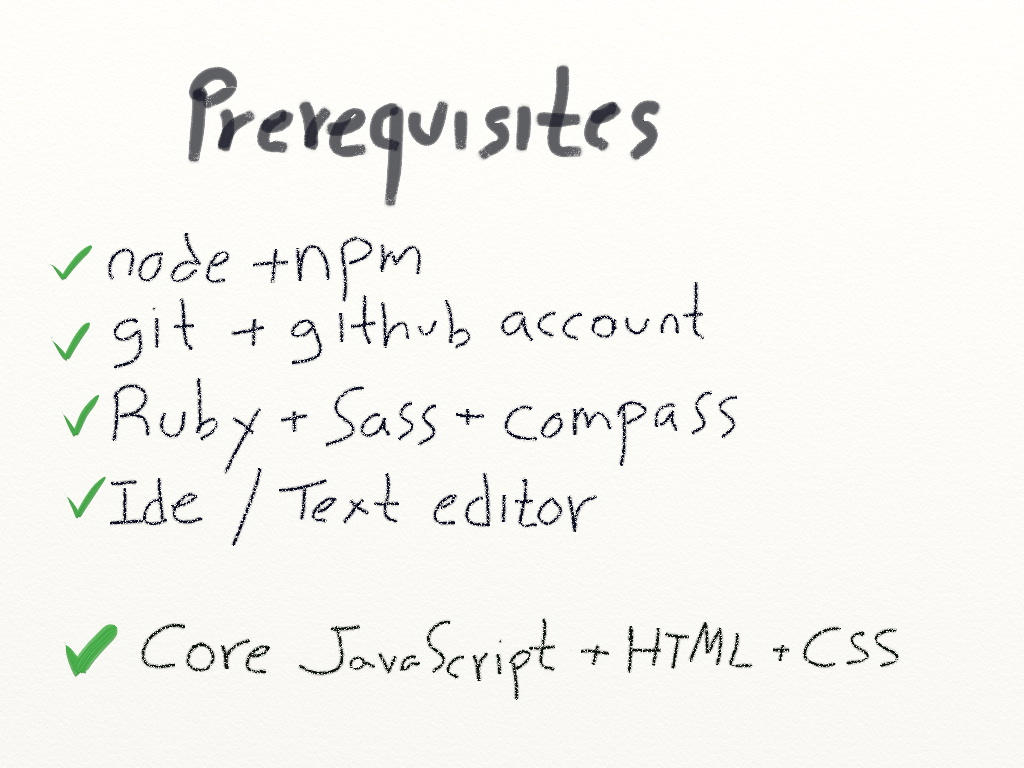 Prerequisites
node + npm
git + github account
Ruby + Sass + compass
Ide / Text editor
Core JavaScript + HTML + CSS